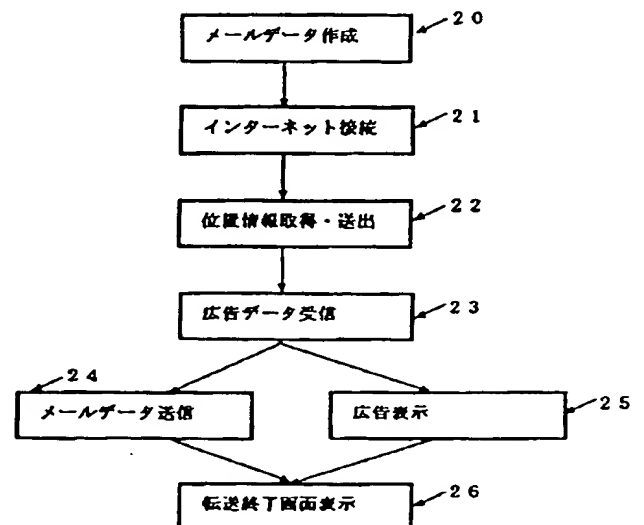 メールデータ作成
20
インターネット接続
21
位置情報取得・送出
22
広告データ受信
23
24
メールデータ送信
広告表示
25
転送終了画面表示
26